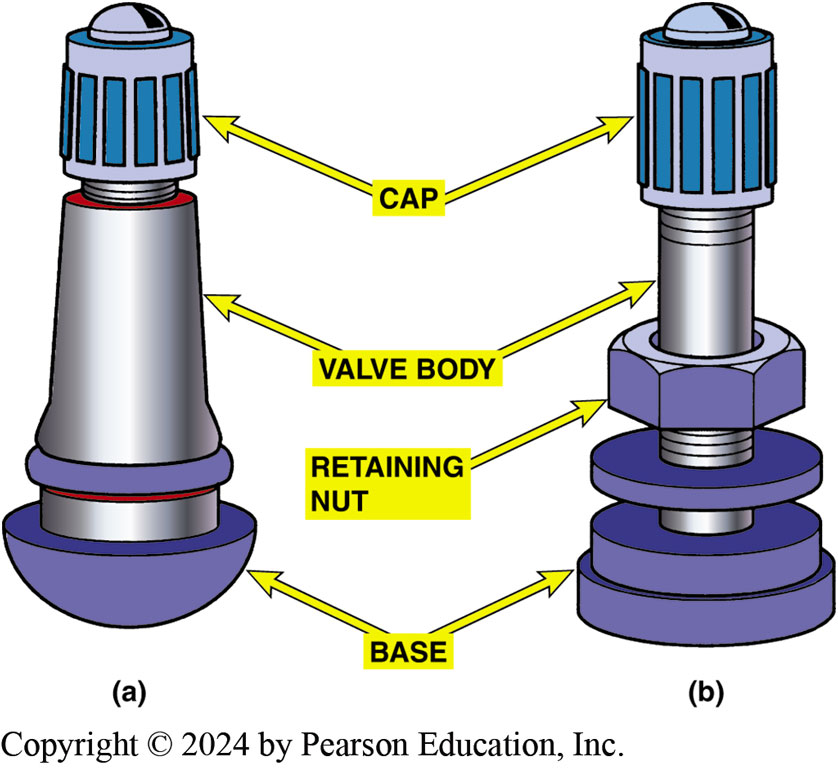 CAP
VALVE BODY
RETAINING
NUT
BASE
(a)
(b)
Copyright © 2024 by Pearson Education, Inc.